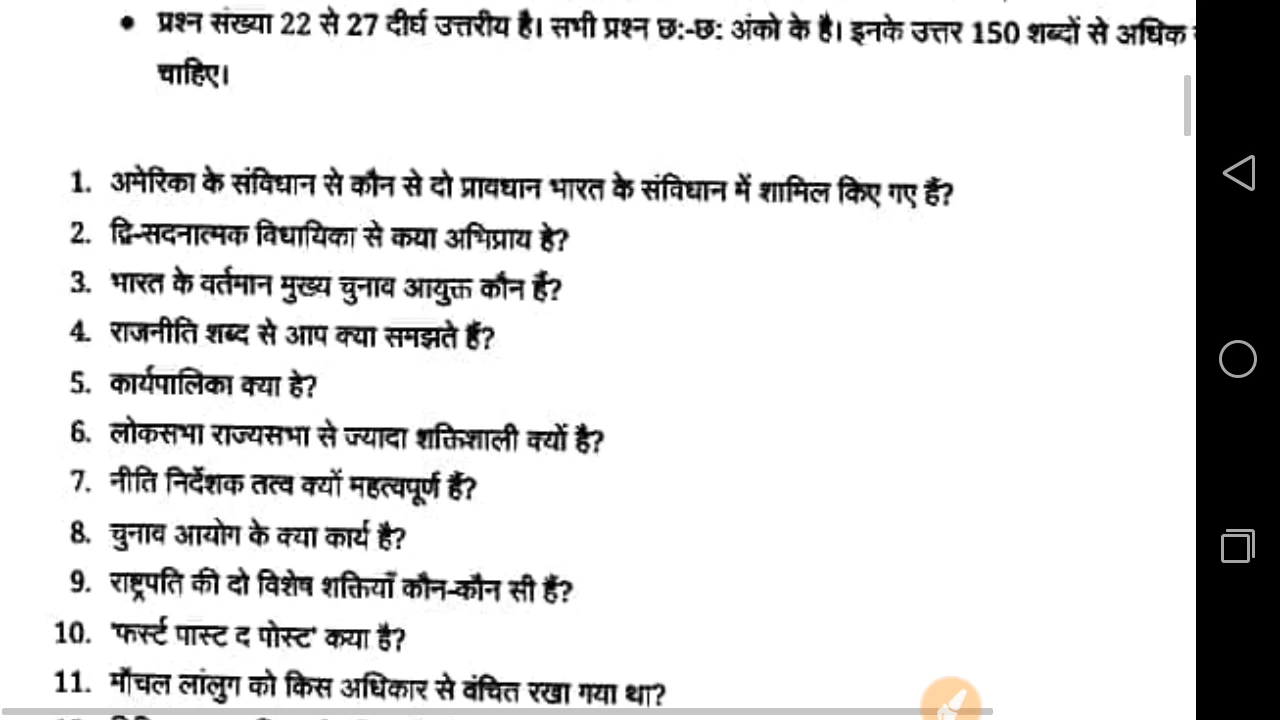 • प्रश्न संख्या 22 से 27 दीर्घ उत्तरीय है। सभी प्रश्न छ:-छ: अंको के है। इनके उत्तर 150 शब्दों से अधिक
चाहिए।
1. अमेरिका के संविधान से कौन से दो प्रावधान भारत के संविधान में शामिल किए गए हैं?
2. द्वि-सदनात्मक विधायिका से कया अभिप्राय हे?
3. भारत के वर्तमान मुख्य चुनाव आयुक्त कौन हैं?
4. राजनीति शब्द से आप क्या समझते हैं?
5. कार्यपालिका क्या हे?
6. लोकसभा राज्यसभा से ज्यादा शक्तिशाली क्यों है?
7. नीति निर्देशक तत्व क्यों महत्वपूर्ण हैं?
8. चुनाव आयोग के क्या कार्य है?
9. राष्ट्रपति की दो विशेष शक्तियाँ कौन-कौन सी हैं?
10. 'फर्स्ट पास्ट द पोस्ट' कया है?
11. मौचल लांलुग को किस अधिकार से वंचित रखा गया था?